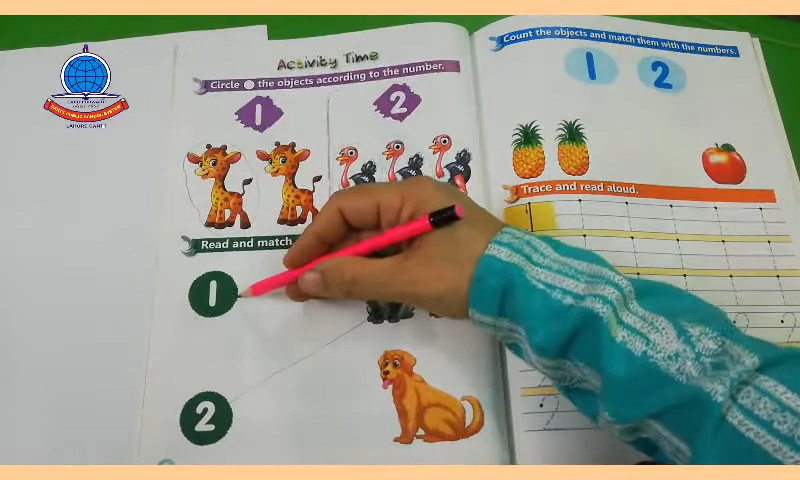 Activity Time
Circle the objects according to the number.
1
2
Read and match
1
2
Count the objects and match them with the numbers.
1
2
Trace and read aloud.
LAHORE CANTT